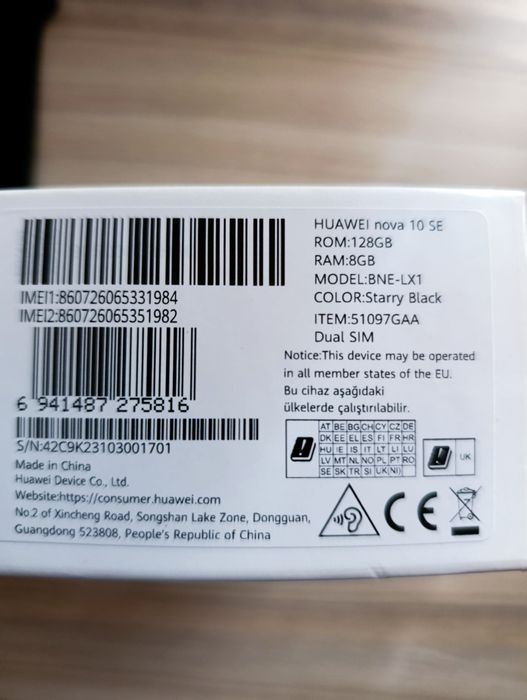 HUAWEI nova 10 SE
ROM:128GB
RAM:8GB
MODEL:BNE-LX1
COLOR:Starry Black
ITEM:51097GAA
Dual SIM
IMEI1:860726065331984
IMEI2:860726065351982
6 941487 275816
S/N:42C9K23103001701
Made in China
Huawei Device Co., Ltd.
Website:https://consumer.huawei.com
No.2 of Xincheng Road, Songshan Lake Zone, Dongguan,
Guangdong 523808, People's Republic of China
Notice:This device may be operated
in all member states of the EU.
Bu cihaz aşağıdaki
ülkelerde çalıştırılabilir.
AT BE BG CH CY CZ DE
DK EE EL ES FI FR HR
HU IE IS IT LT LI LU
LV MT NL NO PL PT RO
SE SK TR SI UK(NI)
UK
CE